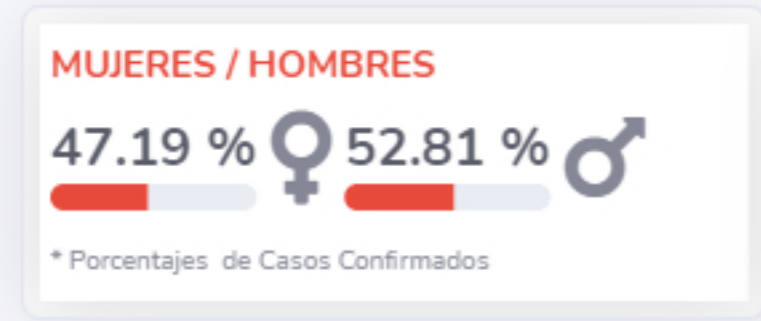 MUJERES / HOMBRES
47.19 % 52.81 %
* Porcentajes de Casos Confirmados